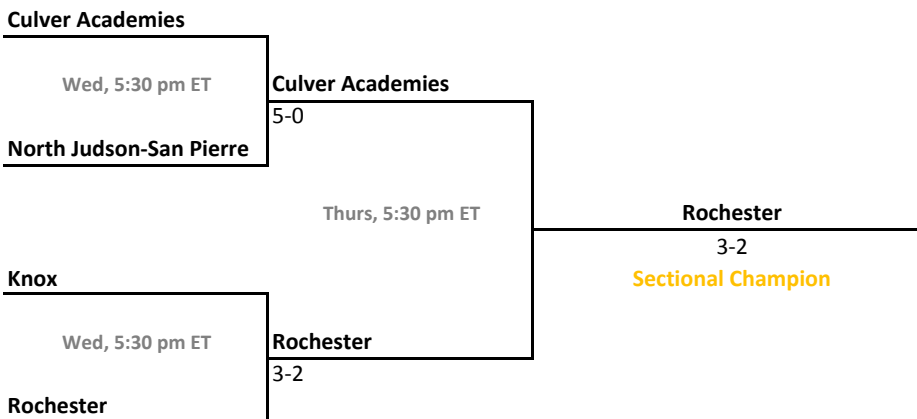 Culver Academies
Wed, 5:30 pm ET
Culver Academies
5-0
North Judson-San Pierre
Thurs, 5:30 pm ET
Rochester
3-2
Sectional Champion
Knox
Wed, 5:30 pm ET
Rochester
3-2
Rochester